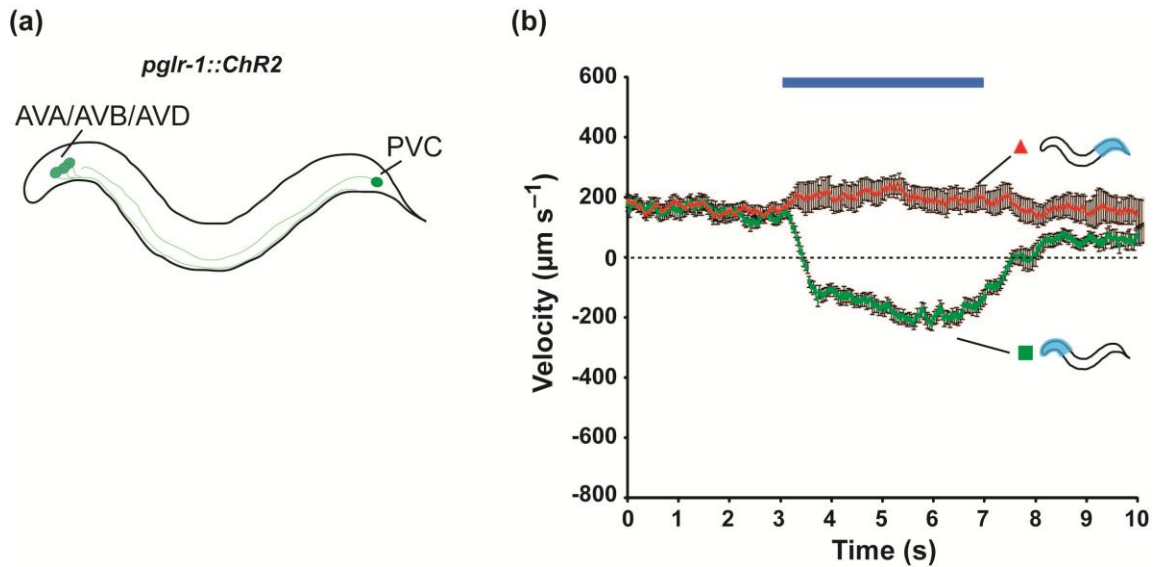 (a)
pglr-1::ChR2
AVA/AVB/AVD
PVC
(b)
Velocity (µm s⁻¹)
600
400
200
0
-200
-400
-600
-800
0 1 2 3 4 5 6 7 8 9 10
Time (s)